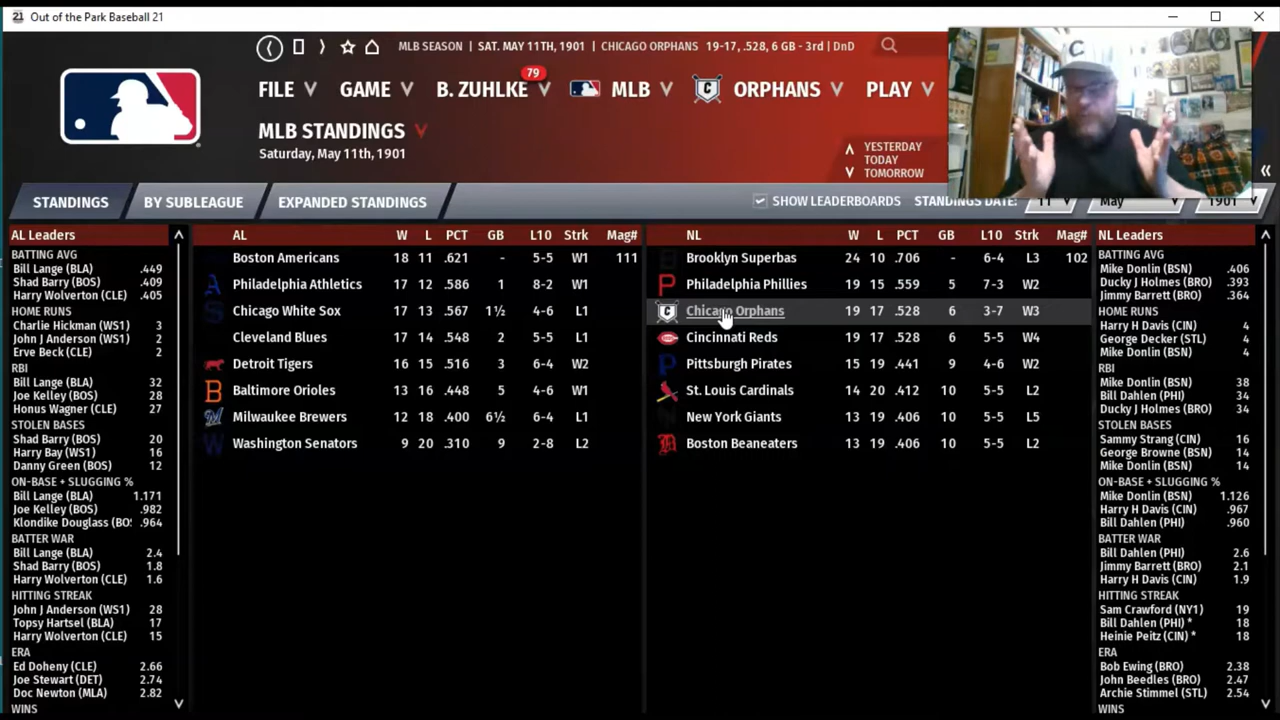 21 Out of the Park Baseball 21
MLB SEASON | SAT. MAY 11TH, 1901 | CHICAGO ORPHANS 19-17, .528, 6 GB - 3rd | DnD
C
FILE GAME B. ZUHLKE 79 MLB C ORPHANS PLAY
MLB STANDINGS
Saturday, May 11th, 1901
YESTERDAY
TODAY
TOMORROW
STANDINGS BY SUBLEAGUE EXPANDED STANDINGS SHOW LEADERBOARDS STANDINGS DATE: 11 May 1901
AL Leaders
BATTING AVG
Bill Lange (BLA) .449
Shad Barry (BOS) .409
Harry Wolverton (CLE) .405
HOME RUNS
Charlie Hickman (WS1) 3
John J Anderson (WS1) 2
Erve Beck (CLE) 2
RBI
Bill Lange (BLA) 32
Joe Kelley (BOS) 28
Honus Wagner (CLE) 27
STOLEN BASES
Shad Barry (BOS) 20
Harry Bay (WS1) 16
Danny Green (BOS) 12
ON-BASE + SLUGGING %
Bill Lange (BLA) 1.171
Joe Kelley (BOS) .982
Klondike Douglass (BOS .964
BATTER WAR
Bill Lange (BLA) 2.4
Shad Barry (BOS) 1.8
Harry Wolverton (CLE) 1.6
HITTING STREAK
John J Anderson (WS1) 28
Topsy Hartsel (BLA) 17
Harry Wolverton (CLE) 15
ERA
Ed Doheny (CLE) 2.66
Joe Stewart (DET) 2.74
Doc Newton (MLA) 2.82
WINS
AL W L PCT GB L10 Strk Mag#
Boston Americans 18 11 .621 - 5-5 W1 111
Philadelphia Athletics 17 12 .586 1 8-2 W1
Chicago White Sox 17 13 .567 1½ 4-6 L1
Cleveland Blues 17 14 .548 2 5-5 L1
Detroit Tigers 16 15 .516 3 6-4 W2
Baltimore Orioles 13 16 .448 5 4-6 W1
Milwaukee Brewers 12 18 .400 6½ 6-4 L1
Washington Senators 9 20 .310 9 2-8 L2
NL W L PCT GB L10 Strk Mag#
Brooklyn Superbas 24 10 .706 - 6-4 L3 102
Philadelphia Phillies 19 15 .559 5 7-3 W2
Chicago Orphans 19 17 .528 6 3-7 W3
Cincinnati Reds 19 17 .528 6 5-5 W4
Pittsburgh Pirates 15 19 .441 9 4-6 W2
St. Louis Cardinals 14 20 .412 10 5-5 L2
New York Giants 13 19 .406 10 5-5 L5
Boston Beaneaters 13 19 .406 10 5-5 L2
NL Leaders
BATTING AVG
Mike Donlin (BSN) .406
Ducky J Holmes (BSN) .393
Jimmy Barrett (BRO) .364
HOME RUNS
Harry H Davis (CIN) 4
George Decker (STL) 4
Mike Donlin (BSN) 4
RBI
Mike Donlin (BSN) 38
Bill Dahlen (PHI) 34
Ducky J Holmes (BSN) 34
STOLEN BASES
Sammy Strang (CIN) 16
George Browne (BSN) 14
Mike Donlin (BSN) 14
ON-BASE + SLUGGING %
Mike Donlin (BSN) 1.126
Harry H Davis (CIN) .967
Bill Dahlen (PHI) .960
BATTER WAR
Bill Dahlen (PHI) 2.6
Jimmy Barrett (BRO) 2.1
Harry H Davis (CIN) 1.9
HITTING STREAK
Sam Crawford (NY1) 19
Bill Dahlen (PHI) * 18
Heinie Peitz (CIN) * 18
ERA
Bob Ewing (BRO) 2.38
John Beedles (BRO) 2.47
Archie Stimmel (STL) 2.54
WINS